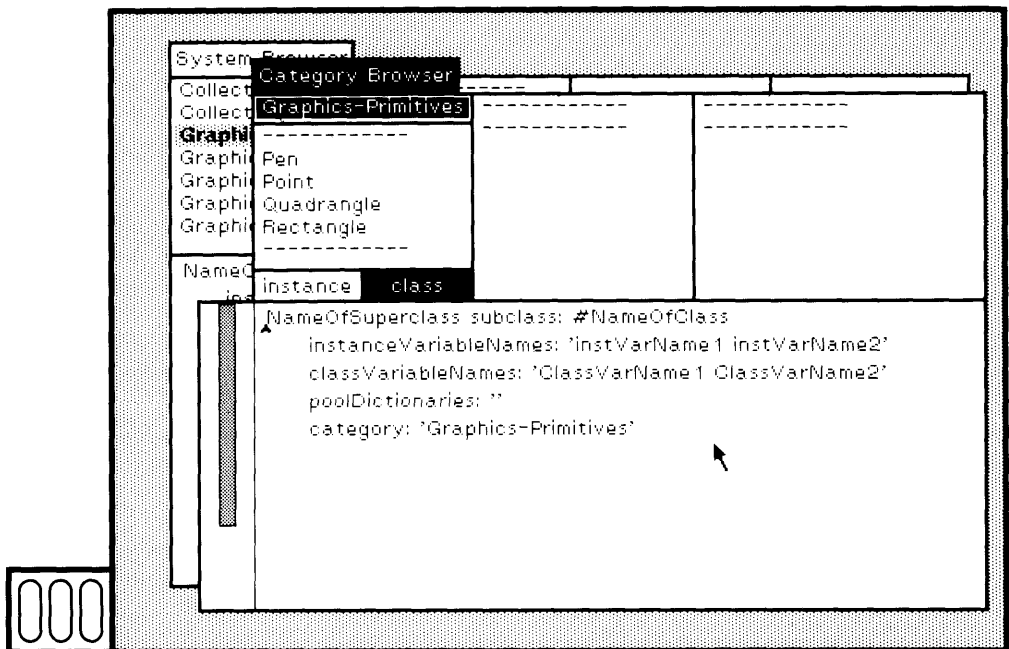 System Browser
Category Browser
Collect
Graphics-Primitives
Collect
Graphi
Graphi
Pen
Graphi
Point
Graphi
Quadrangle
Graphi
Rectangle
NameO
instance class
ins
NameOfSuperclass subclass: #NameOfClass
instanceVariableNames: 'instVarName1 instVarName2'
classVariableNames: 'ClassVarName1 ClassVarName2'
poolDictionaries: ''
category: 'Graphics-Primitives'